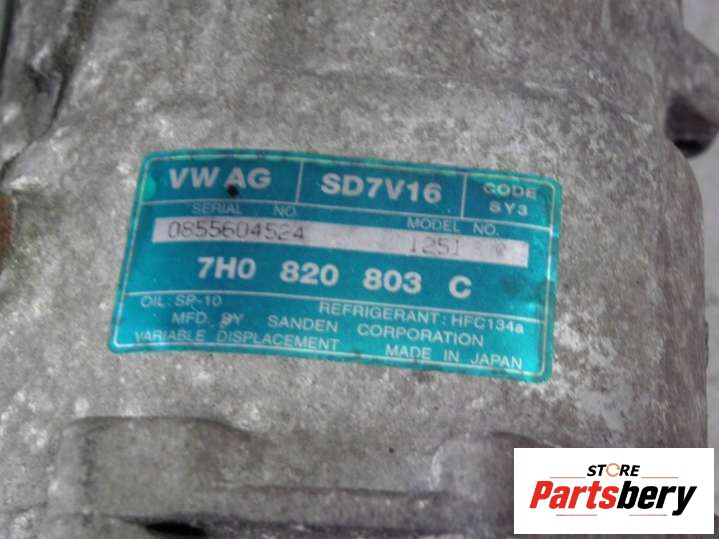 VW AG SD7V16 CODE SY3
SERIAL NO. MODEL NO.
0855604524 1251
7H0 820 803 C
OIL: SP-10 REFRIGERANT: HFC134a
MFD. BY SANDEN CORPORATION
VARIABLE DISPLACEMENT MADE IN JAPAN
STORE
Partsbery